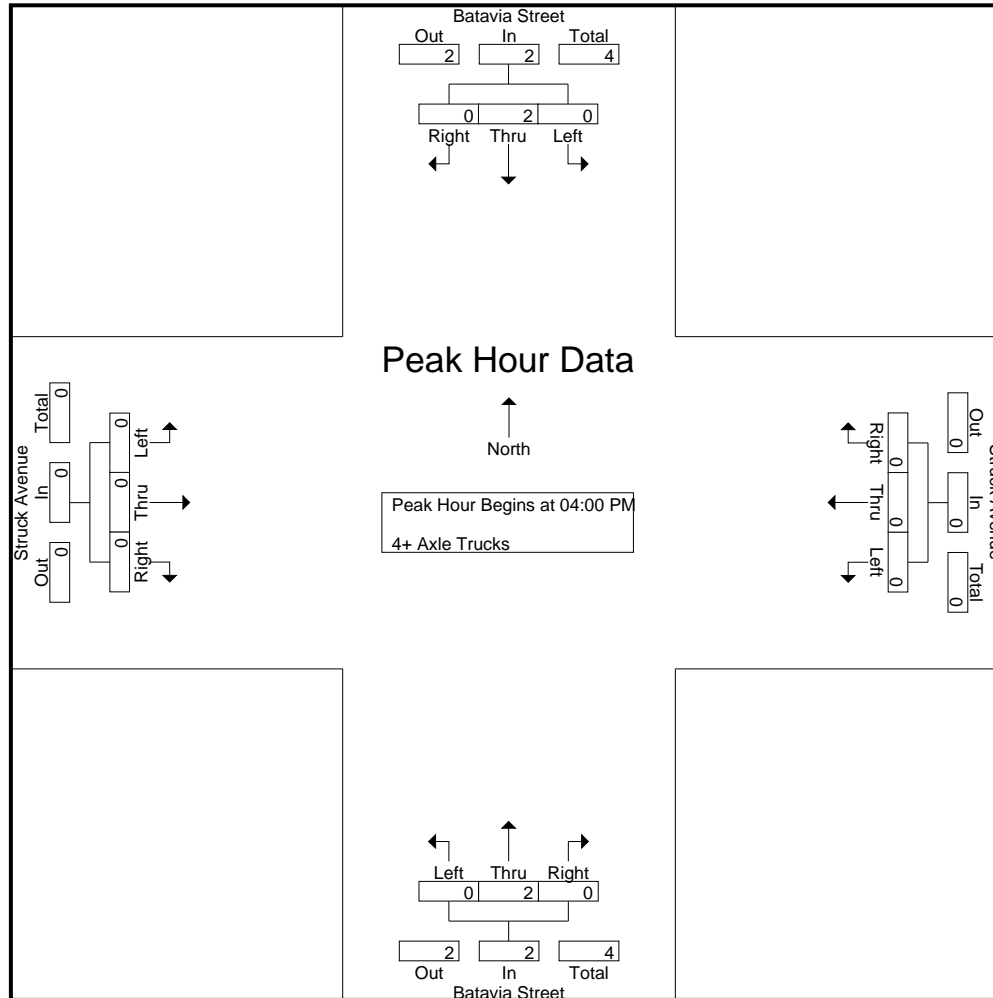 Batavia Street
Out In Total
2 2 4
0 2 0
Right Thru Left
Peak Hour Data
North
Peak Hour Begins at 04:00 PM
4+ Axle Trucks
Struck Avenue
Total In Out
0 0 0
0 0 0
Left Thru Right
Out In Total
0 0 0
0 0 0
Right Thru Left
Left Thru Right
0 2 0
2 2 4
Out In Total
Batavia Street